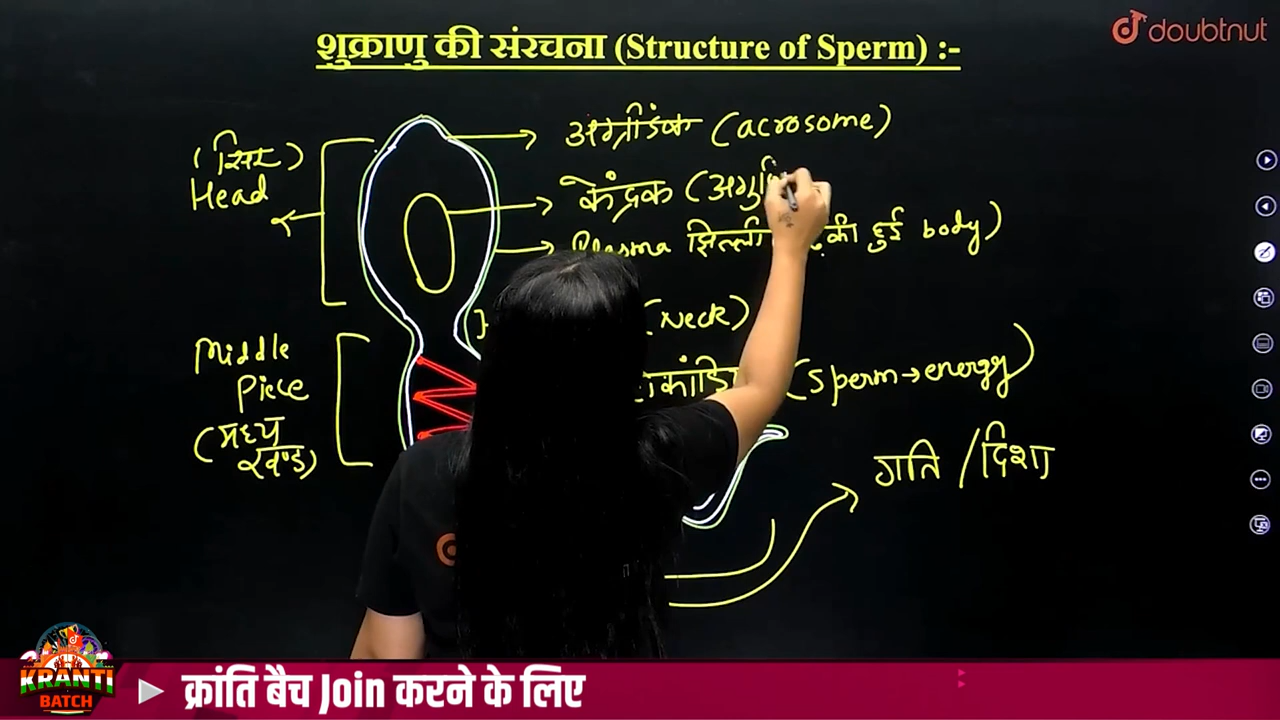 शुक्राणु की संरचना (Structure of Sperm) :-
doubtnut
(सिर)
Head
अग्रपिंडक (acrosome)
केंद्रक
Plasma झिल्ली हुई body)
(Neck)
Middle
Piece
(मध्य
खण्ड)
(Sperm→energy)
गति / दिशा
KRANTI
BATCH
क्रांति बैच Join करने के लिए